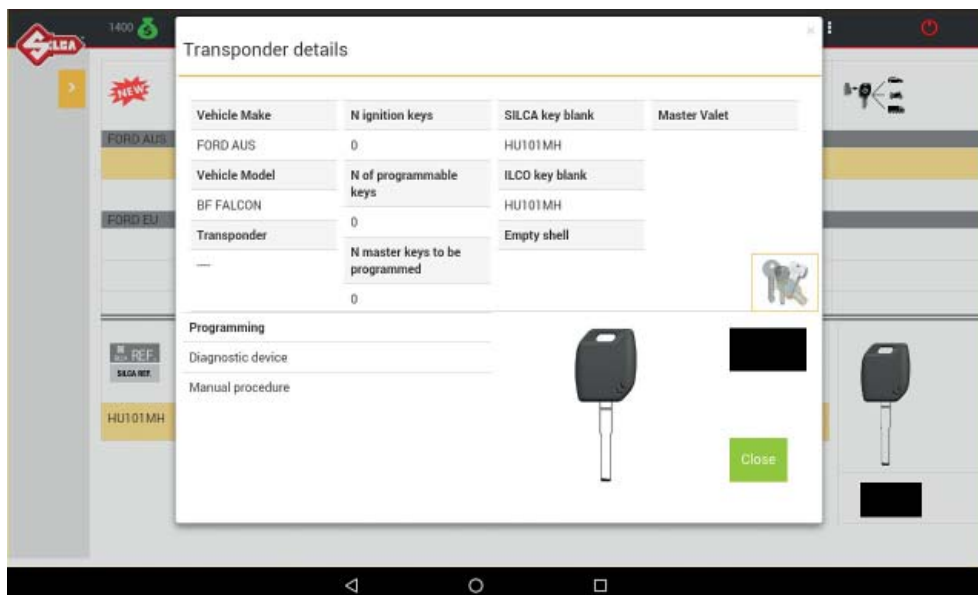 SILCA
1400
NEW
FORD AUS
FORD EU
REF.
SILCA REF.
HU101MH
Transponder details
Vehicle Make
FORD AUS
Vehicle Model
BF FALCON
Transponder
—
N ignition keys
0
N of programmable
keys
0
N master keys to be
programmed
0
SILCA key blank
HU101MH
ILCO key blank
HU101MH
Empty shell
Master Valet
Programming
Diagnostic device
Manual procedure
Close